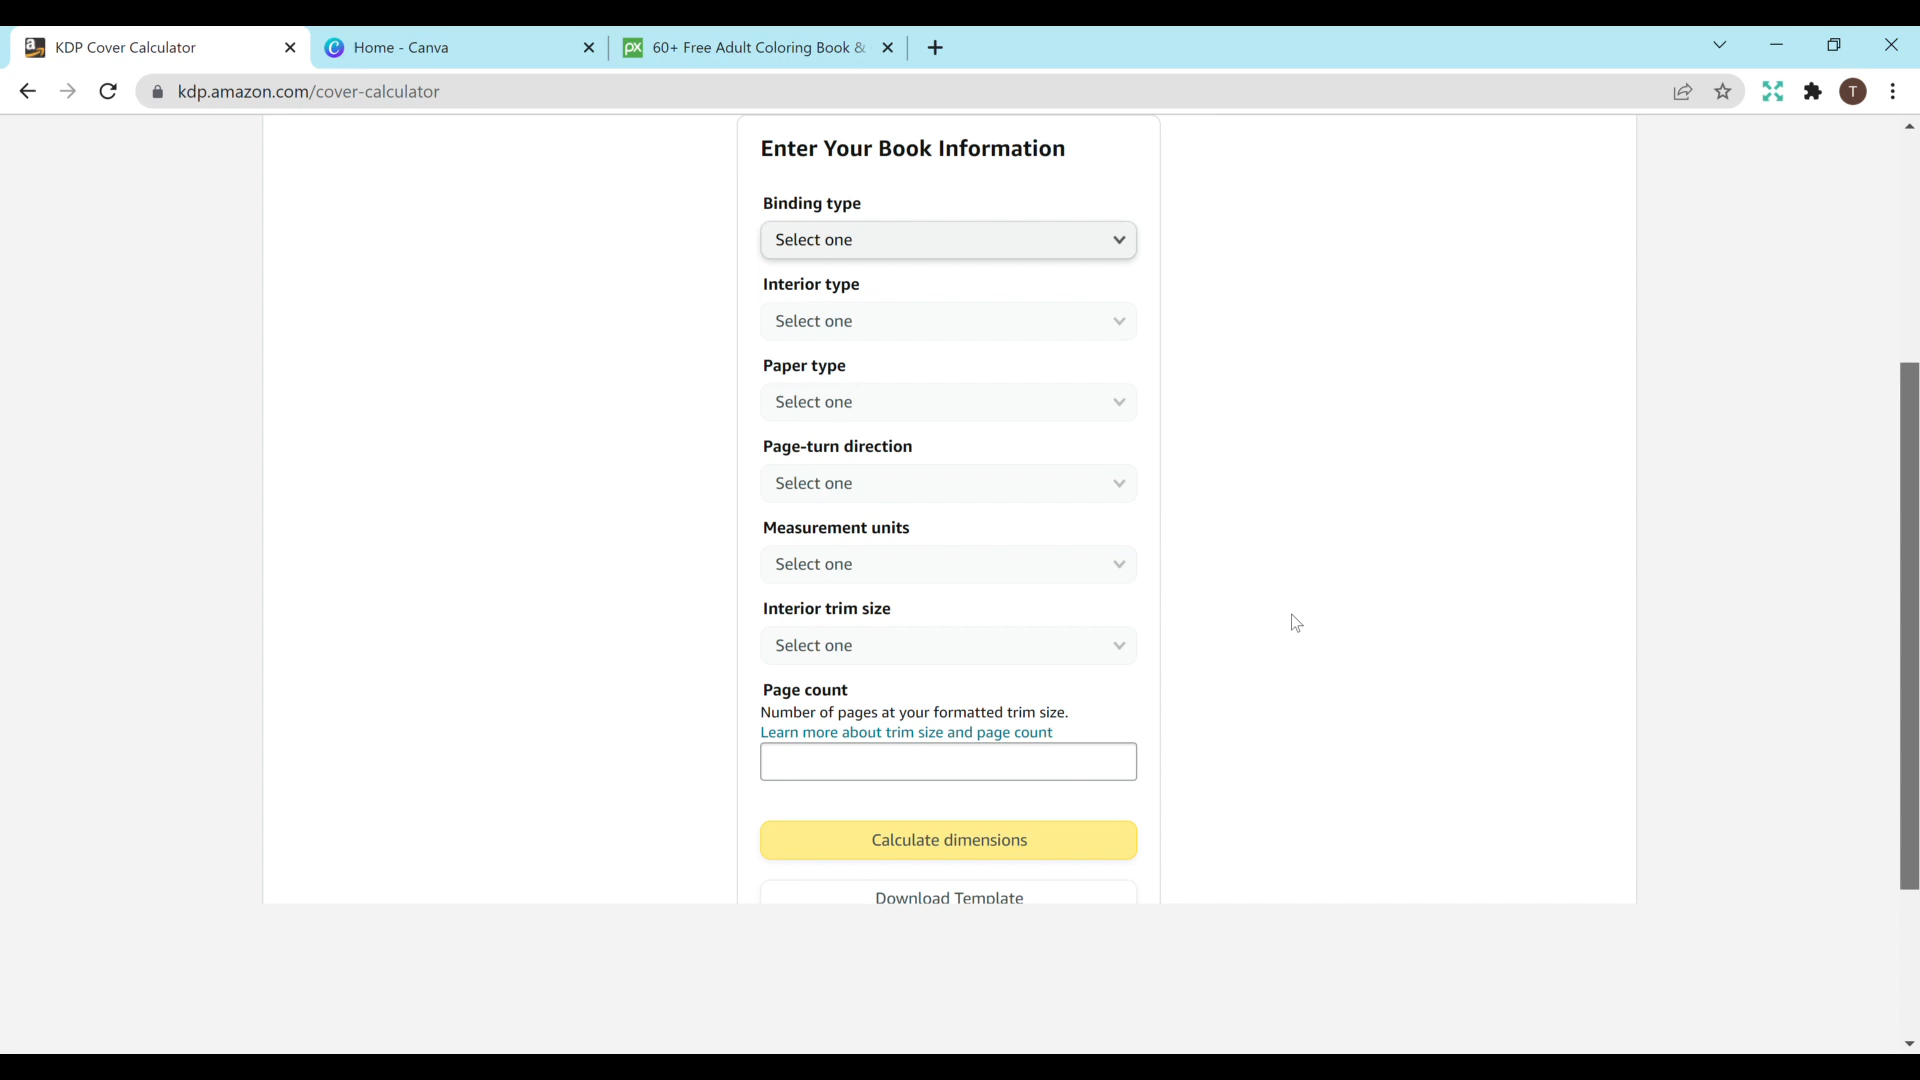 KDP Cover Calculator
Home - Canva
60+ Free Adult Coloring Book &
kdp.amazon.com/cover-calculator
T
Enter Your Book Information
Binding type
Select one
Interior type
Select one
Paper type
Select one
Page-turn direction
Select one
Measurement units
Select one
Interior trim size
Select one
Page count
Number of pages at your formatted trim size.
Learn more about trim size and page count
Calculate dimensions
Download Template